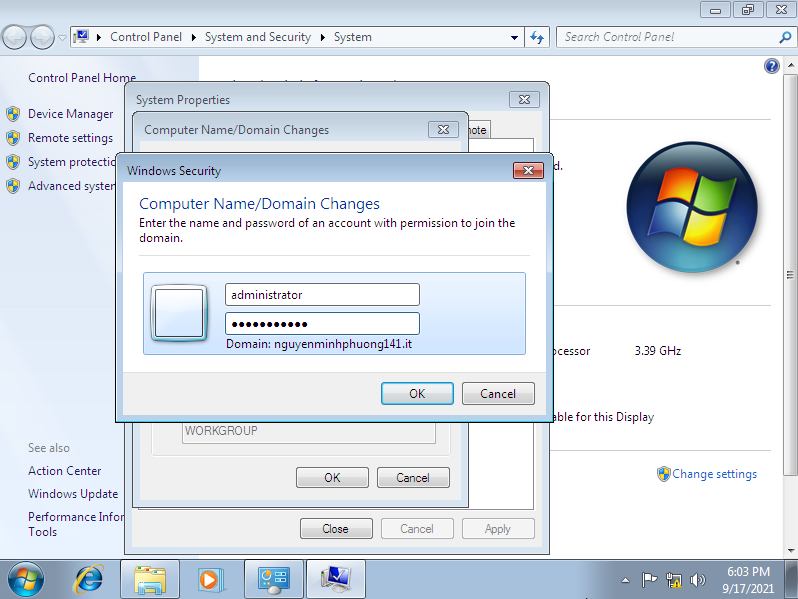 Control Panel
System and Security
System
Search Control Panel
Control Panel Home
Device Manager
Remote settings
System protectio
Advanced system
System Properties
Computer Name/Domain Changes
mote
d.
Windows Security
Computer Name/Domain Changes
Enter the name and password of an account with permission to join the
domain.
administrator
●●●●●●●●●●●
Domain: nguyenminhphuong141.it
OK
Cancel
ocessor
3.39 GHz
able for this Display
WORKGROUP
OK
Cancel
Change settings
Close
Cancel
Apply
See also
Action Center
Windows Update
Performance Infor
Tools
6:03 PM
9/17/2021